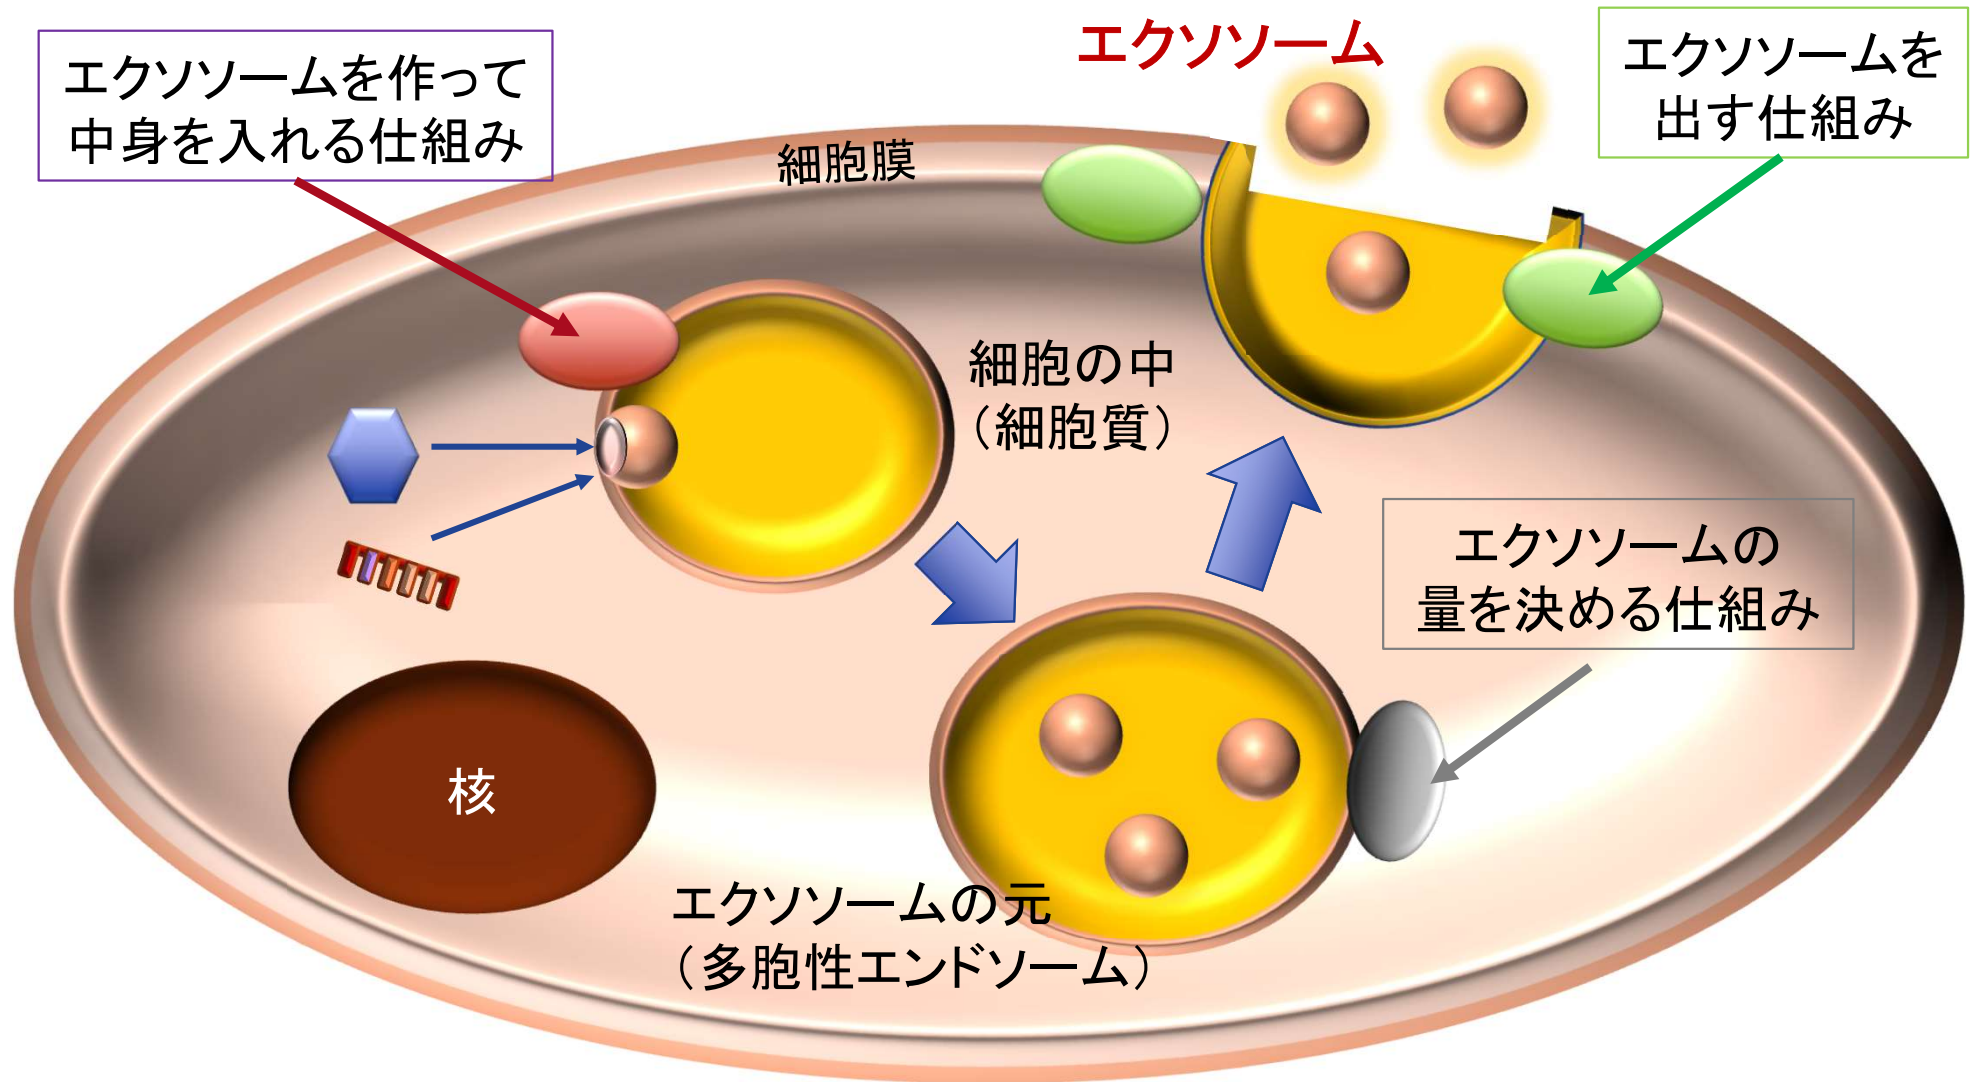 エクソソームを作って
中身を入れる仕組み
エクソソーム
エクソソームを
出す仕組み
細胞膜
細胞の中
（細胞質）
エクソソームの
量を決める仕組み
核
エクソソームの元
（多胞性エンドソーム）